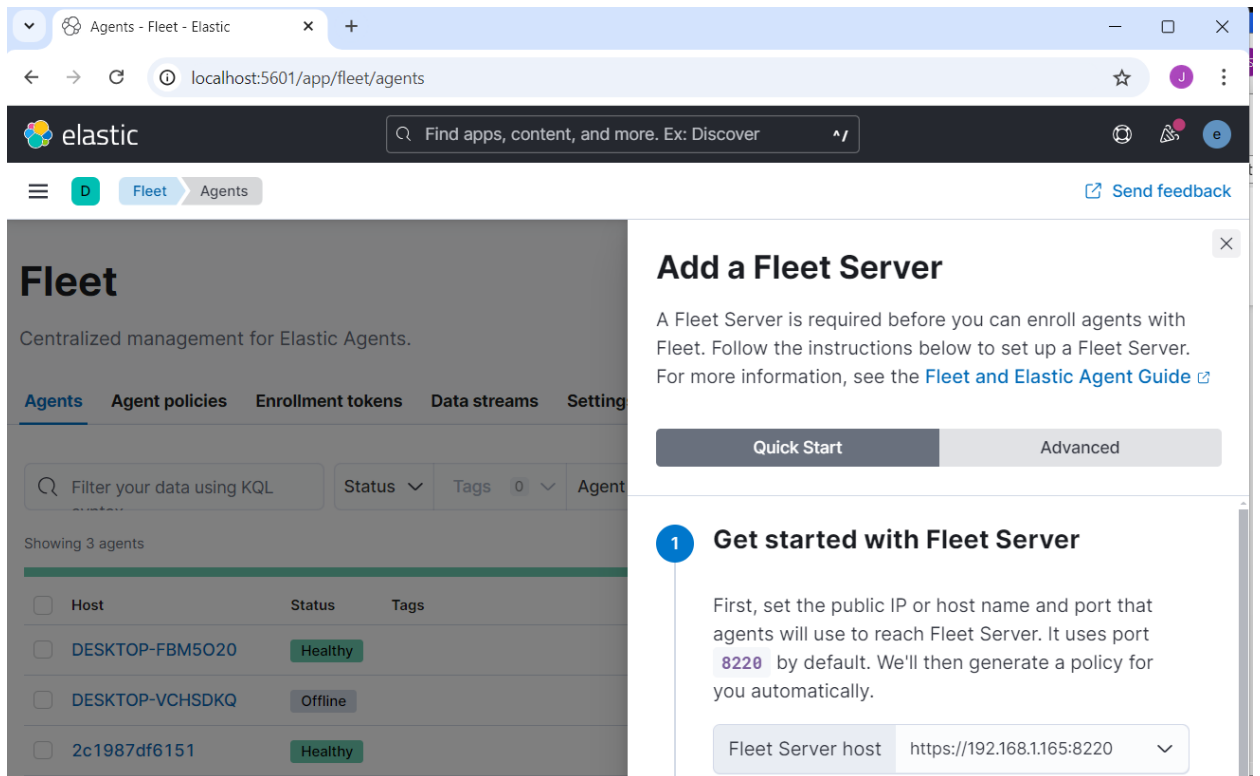 Agents - Fleet - Elastic
localhost:5601/app/fleet/agents
J
elastic
Find apps, content, and more. Ex: Discover
^/
e
D
Fleet
Agents
Send feedback
Fleet
Centralized management for Elastic Agents.
Agents
Agent policies
Enrollment tokens
Data streams
Setting
Filter your data using KQL
Status
Tags
0
Agent
Showing 3 agents
Host
Status
Tags
DESKTOP-FBM5O20
Healthy
DESKTOP-VCHSDKQ
Offline
2c1987df6151
Healthy
Add a Fleet Server
A Fleet Server is required before you can enroll agents with
Fleet. Follow the instructions below to set up a Fleet Server.
For more information, see the Fleet and Elastic Agent Guide
Quick Start
Advanced
1
Get started with Fleet Server
First, set the public IP or host name and port that
agents will use to reach Fleet Server. It uses port
8220 by default. We'll then generate a policy for
you automatically.
Fleet Server host
https://192.168.1.165:8220